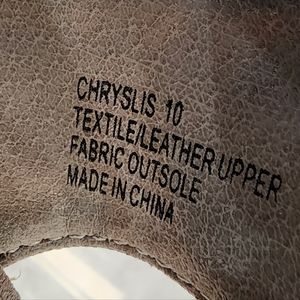 CHRYSLIS 10
TEXTILE/LEATHER UPPER
FABRIC OUTSOLE
MADE IN CHINA